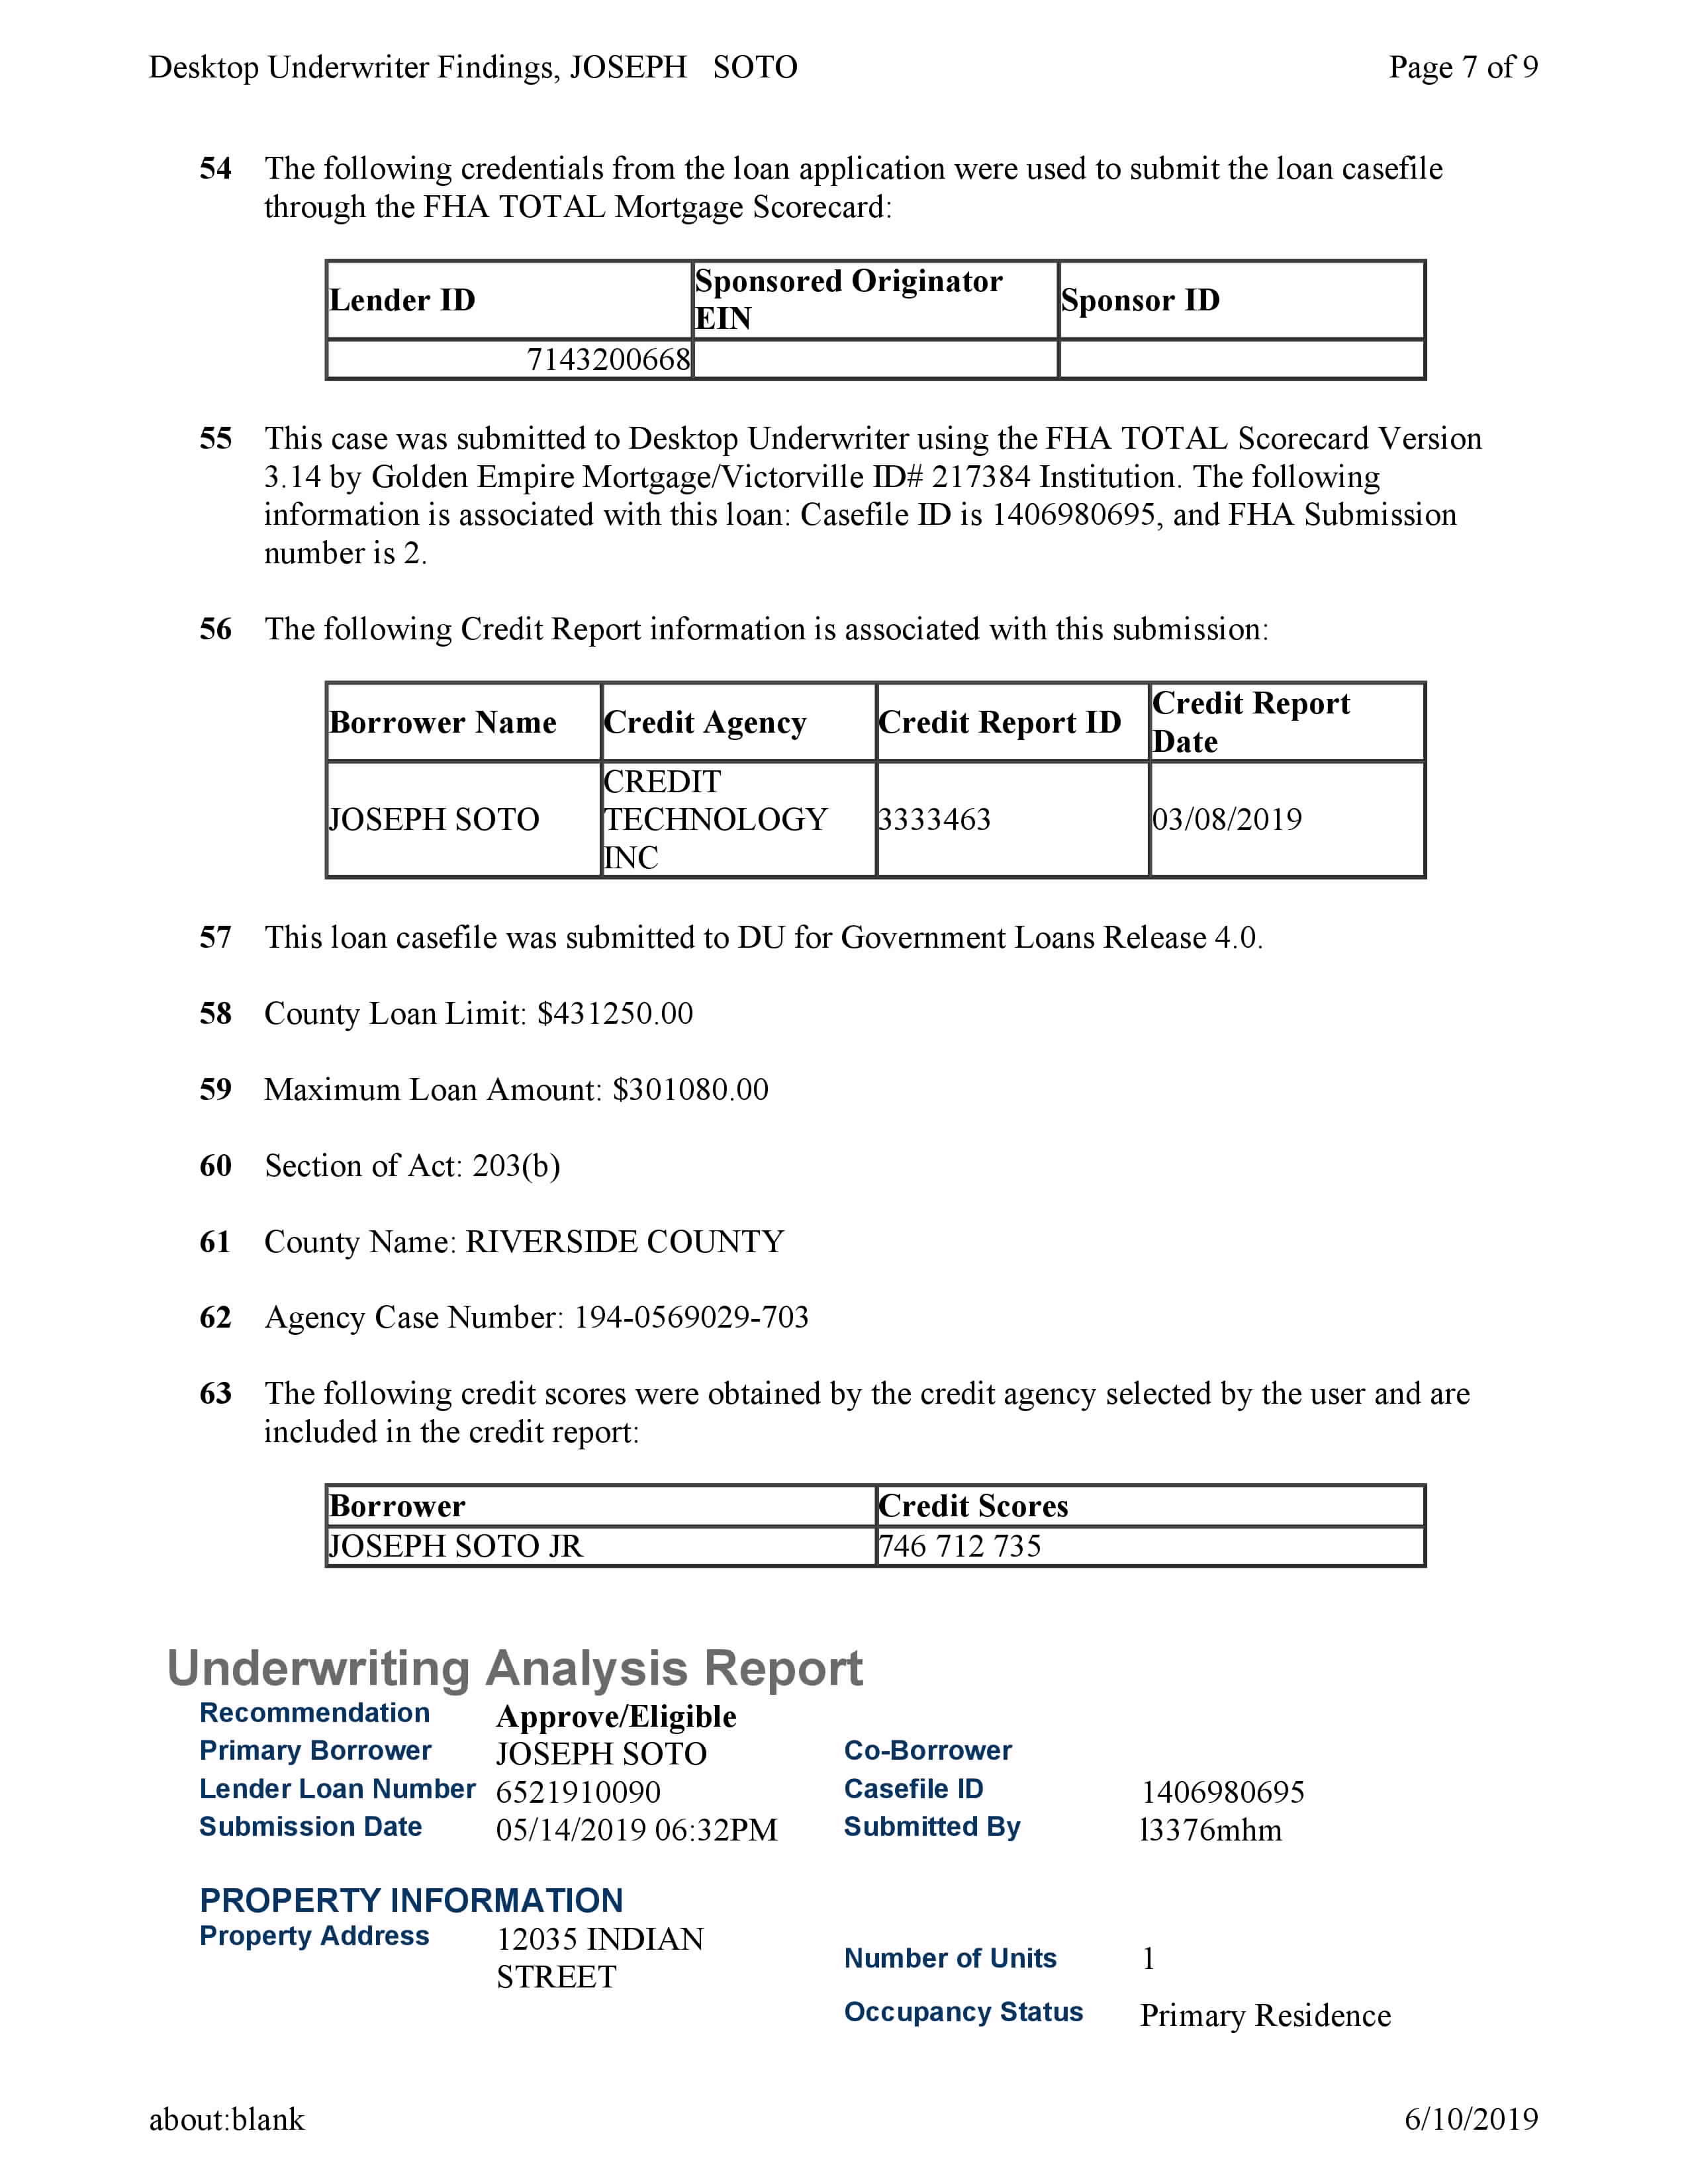 Desktop Underwriter Findings, JOSEPH SOTO Page 7 of 9
54 The following credentials from the loan application were used to submit the loan casefile
through the FHA TOTAL Mortgage Scorecard:
Lender ID Sponsored Originator EIN Sponsor ID
7143200668
55 This case was submitted to Desktop Underwriter using the FHA TOTAL Scorecard Version
3.14 by Golden Empire Mortgage/Victorville ID# 217384 Institution. The following
information is associated with this loan: Casefile ID is 1406980695, and FHA Submission
number is 2.
56 The following Credit Report information is associated with this submission:
Borrower Name Credit Agency Credit Report ID Credit Report Date
JOSEPH SOTO CREDIT TECHNOLOGY INC 3333463 03/08/2019
57 This loan casefile was submitted to DU for Government Loans Release 4.0.
58 County Loan Limit: $431250.00
59 Maximum Loan Amount: $301080.00
60 Section of Act: 203(b)
61 County Name: RIVERSIDE COUNTY
62 Agency Case Number: 194-0569029-703
63 The following credit scores were obtained by the credit agency selected by the user and are
included in the credit report:
Borrower Credit Scores
JOSEPH SOTO JR 746 712 735
Underwriting Analysis Report
Recommendation Approve/Eligible
Primary Borrower JOSEPH SOTO Co-Borrower
Lender Loan Number 6521910090 Casefile ID 1406980695
Submission Date 05/14/2019 06:32PM Submitted By l3376mhm
PROPERTY INFORMATION
Property Address 12035 INDIAN
STREET
Number of Units 1
Occupancy Status Primary Residence
about:blank 6/10/2019